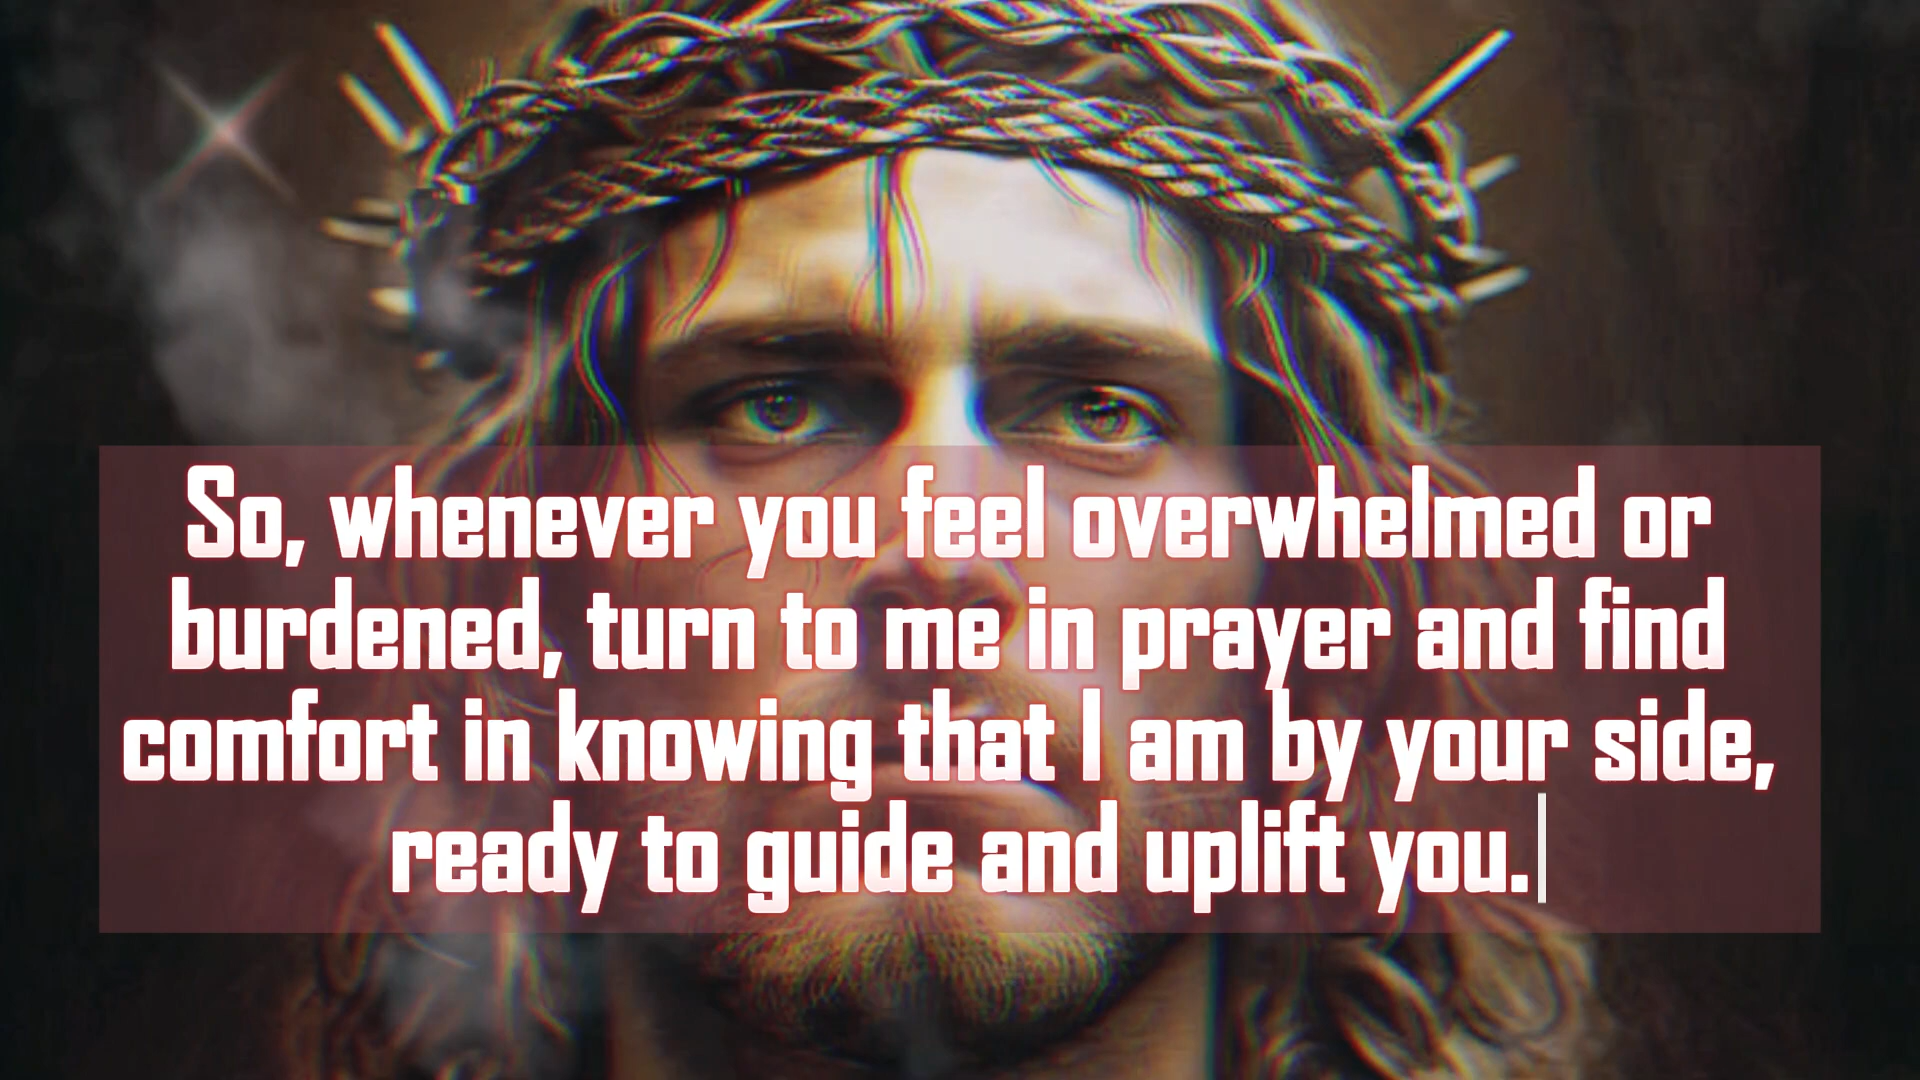 So, whenever you feel overwhelmed or
burdened, turn to me in prayer and find
comfort in knowing that I am by your side,
ready to guide and uplift you.